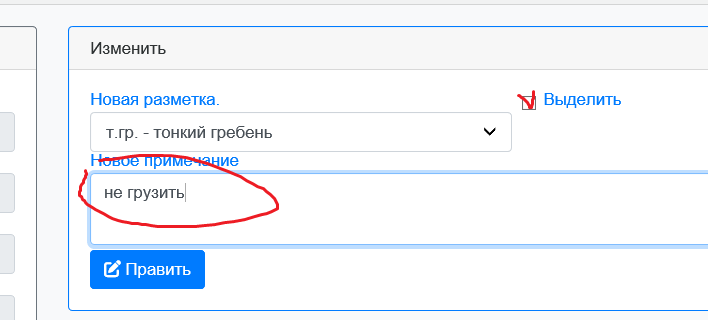 Изменить
Новая разметка.
Выделить
т.гр. - тонкий гребень
Новое примечание
не грузить
Править